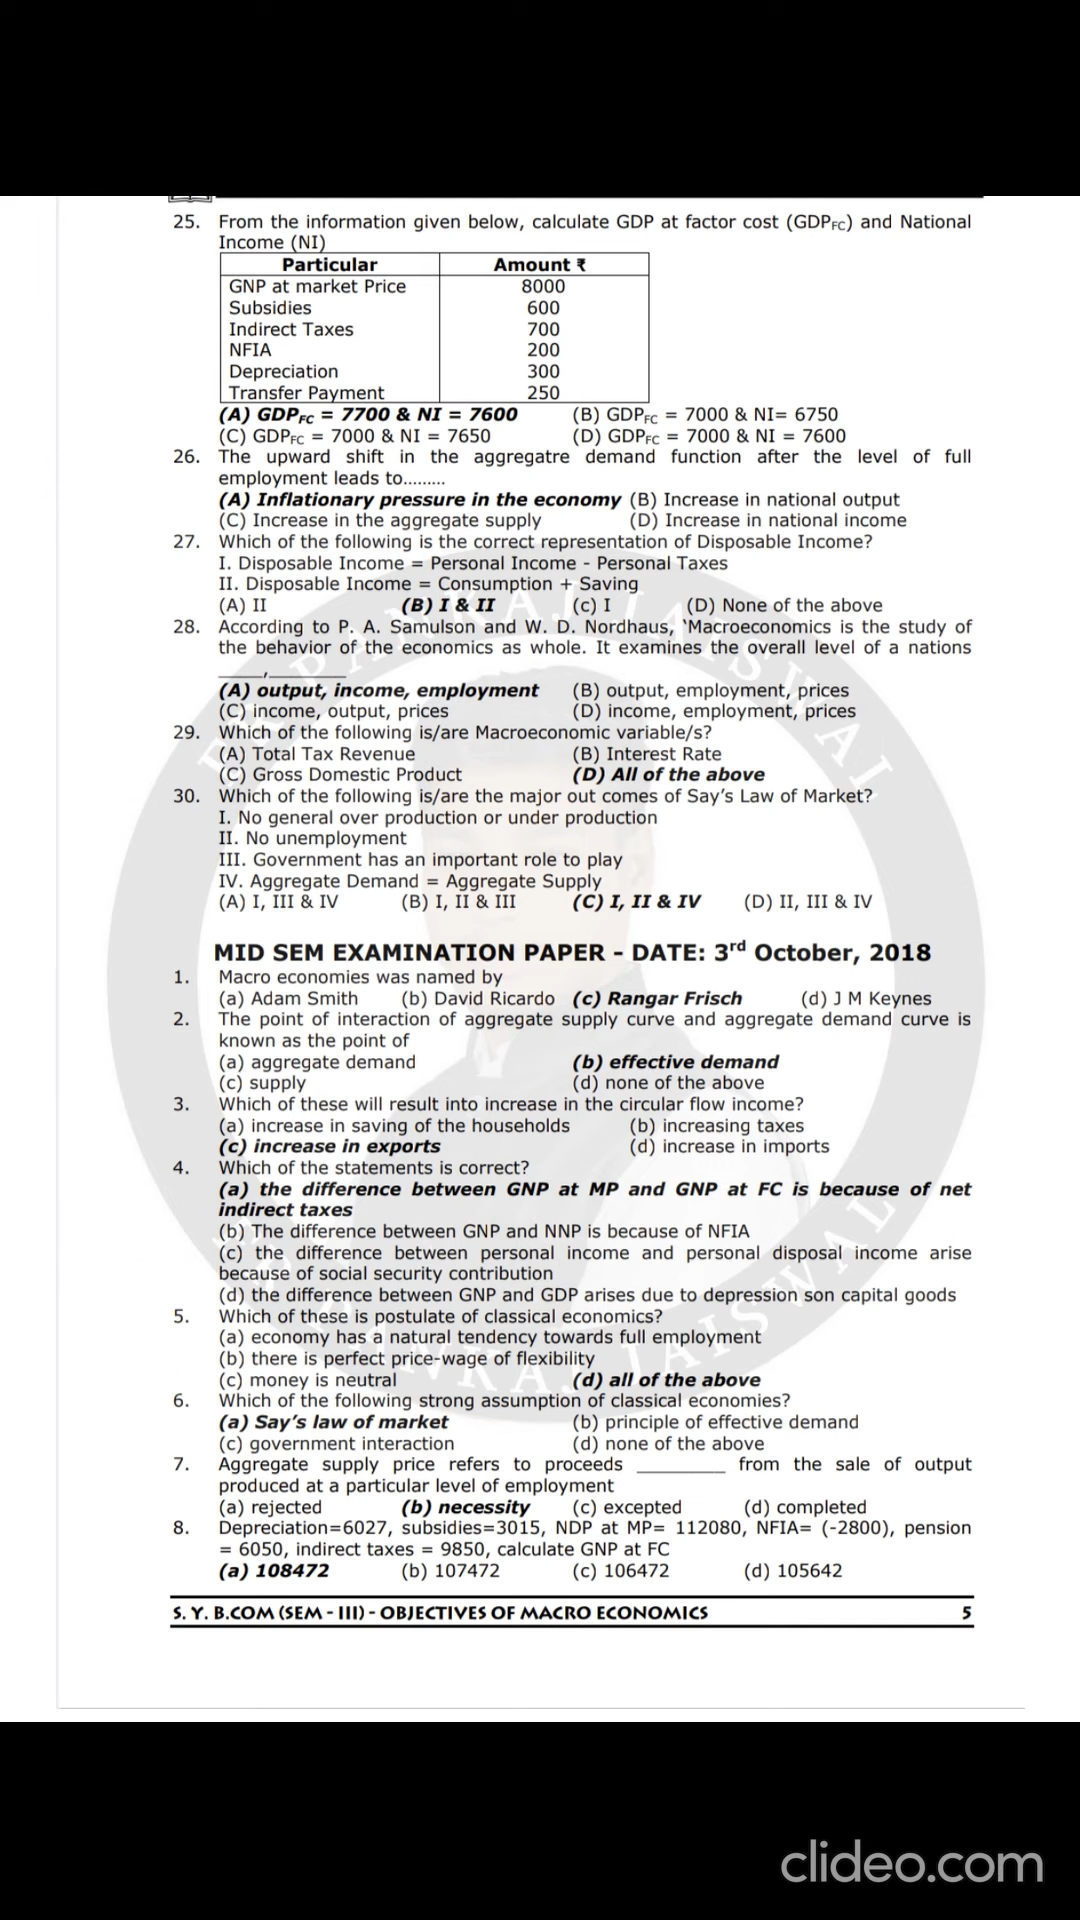 25. From the information given below, calculate GDP at factor cost (GDPFC) and National
Income (NI)
Particular Amount ₹
GNP at market Price 8000
Subsidies 600
Indirect Taxes 700
NFIA 200
Depreciation 300
Transfer Payment 250
(A) GDPFC = 7700 & NI = 7600 (B) GDPFC = 7000 & NI= 6750
(C) GDPFC = 7000 & NI = 7650 (D) GDPFC = 7000 & NI = 7600
26. The upward shift in the aggregatre demand function after the level of full
employment leads to.........
(A) Inflationary pressure in the economy (B) Increase in national output
(C) Increase in the aggregate supply (D) Increase in national income
27. Which of the following is the correct representation of Disposable Income?
I. Disposable Income = Personal Income - Personal Taxes
II. Disposable Income = Consumption + Saving
(A) II (B) I & II (c) I (D) None of the above
28. According to P. A. Samulson and W. D. Nordhaus, ‘Macroeconomics is the study of
the behavior of the economics as whole. It examines the overall level of a nations
____,_______
(A) output, income, employment (B) output, employment, prices
(C) income, output, prices (D) income, employment, prices
29. Which of the following is/are Macroeconomic variable/s?
(A) Total Tax Revenue (B) Interest Rate
(C) Gross Domestic Product (D) All of the above
30. Which of the following is/are the major out comes of Say’s Law of Market?
I. No general over production or under production
II. No unemployment
III. Government has an important role to play
IV. Aggregate Demand = Aggregate Supply
(A) I, III & IV (B) I, II & III (C) I, II & IV (D) II, III & IV
MID SEM EXAMINATION PAPER - DATE: 3rd October, 2018
1. Macro economies was named by
(a) Adam Smith (b) David Ricardo (c) Rangar Frisch (d) J M Keynes
2. The point of interaction of aggregate supply curve and aggregate demand curve is
known as the point of
(a) aggregate demand (b) effective demand
(c) supply (d) none of the above
3. Which of these will result into increase in the circular flow income?
(a) increase in saving of the households (b) increasing taxes
(c) increase in exports (d) increase in imports
4. Which of the statements is correct?
(a) the difference between GNP at MP and GNP at FC is because of net
indirect taxes
(b) The difference between GNP and NNP is because of NFIA
(c) the difference between personal income and personal disposal income arise
because of social security contribution
(d) the difference between GNP and GDP arises due to depression son capital goods
5. Which of these is postulate of classical economics?
(a) economy has a natural tendency towards full employment
(b) there is perfect price-wage of flexibility
(c) money is neutral (d) all of the above
6. Which of the following strong assumption of classical economies?
(a) Say’s law of market (b) principle of effective demand
(c) government interaction (d) none of the above
7. Aggregate supply price refers to proceeds ________ from the sale of output
produced at a particular level of employment
(a) rejected (b) necessity (c) excepted (d) completed
8. Depreciation=6027, subsidies=3015, NDP at MP= 112080, NFIA= (-2800), pension
= 6050, indirect taxes = 9850, calculate GNP at FC
(a) 108472 (b) 107472 (c) 106472 (d) 105642
S. Y. B.COM (SEM - III) - OBJECTIVES OF MACRO ECONOMICS 5
clideo.com